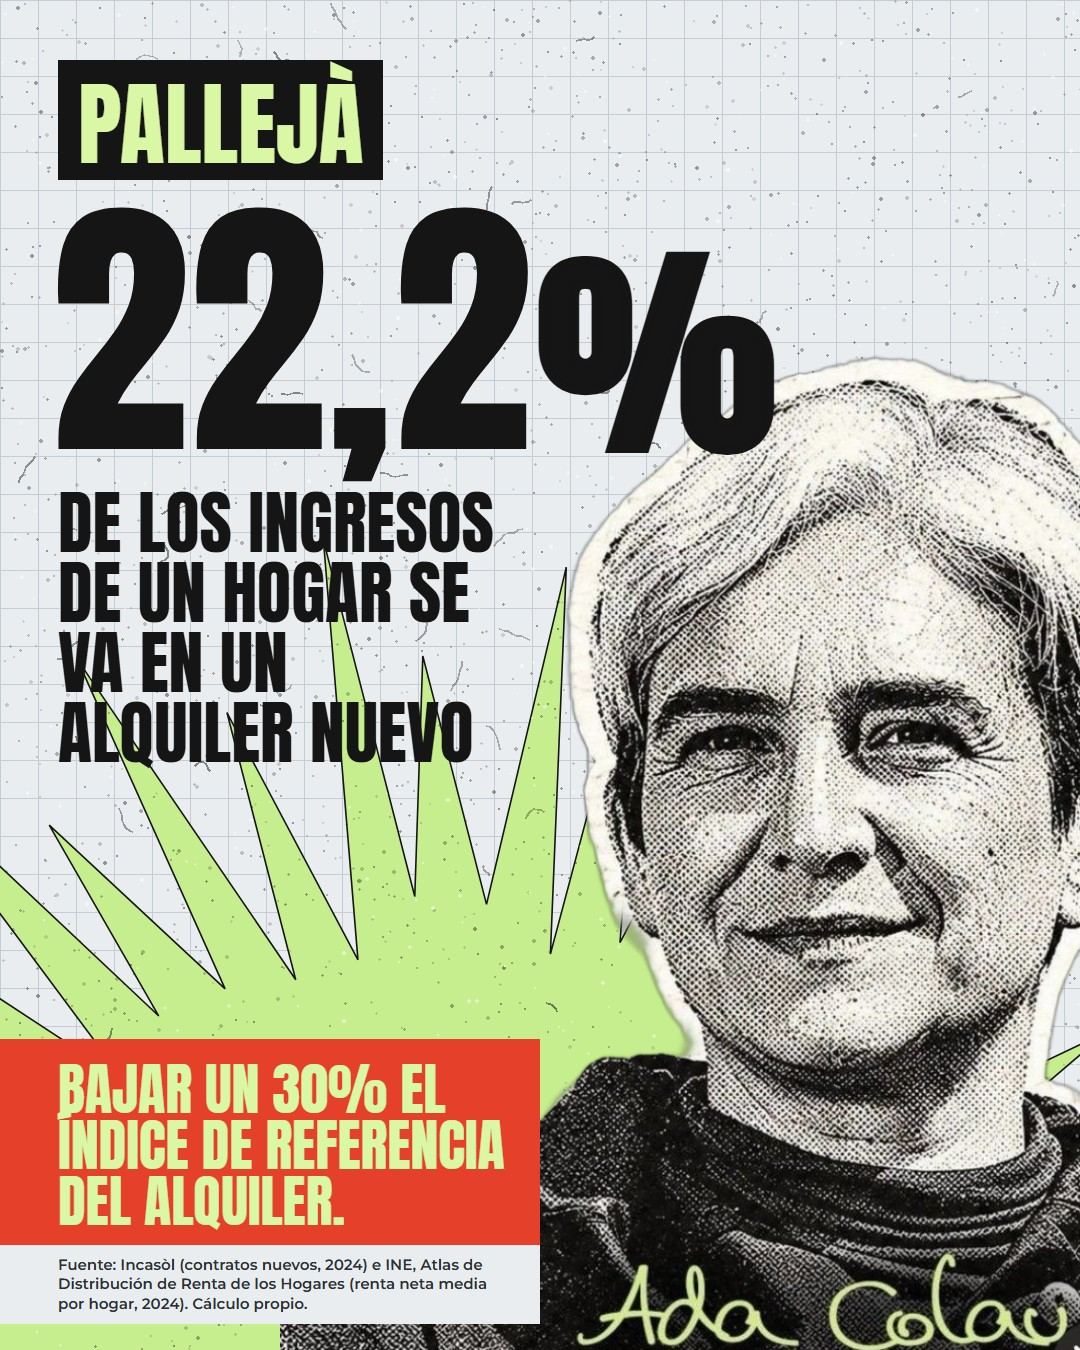 PALLEJÀ
22,2%
DE LOS INGRESOS
DE UN HOGAR SE
VA EN UN
ALQUILER NUEVO
BAJAR UN 30% EL
ÍNDICE DE REFERENCIA
DEL ALQUILER.
Fuente: Incasòl (contratos nuevos, 2024) e INE, Atlas de
Distribución de Renta de los Hogares (renta neta media
por hogar, 2024). Cálculo propio.
Ada Colau